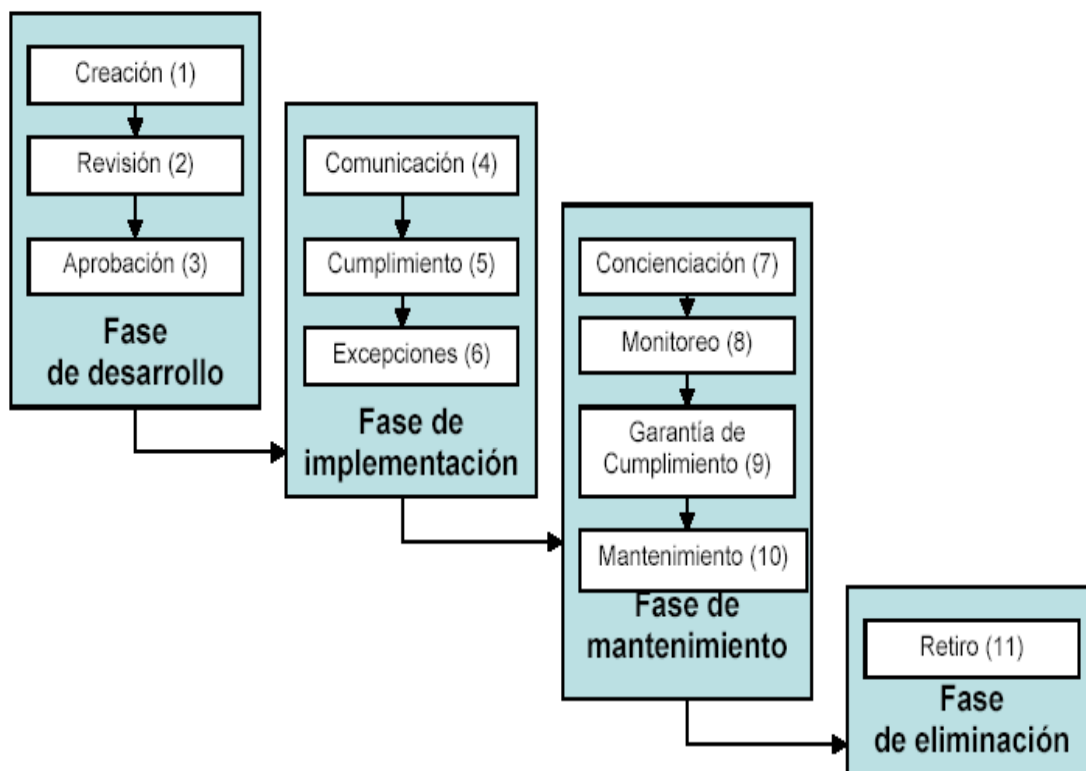 Creación (1)
Revisión (2)
Aprobación (3)
Fase
de desarrollo
Comunicación (4)
Cumplimiento (5)
Excepciones (6)
Fase de
implementación
Concienciación (7)
Monitoreo (8)
Garantía de
Cumplimiento (9)
Mantenimiento (10)
Fase de
mantenimiento
Retiro (11)
Fase
de eliminación